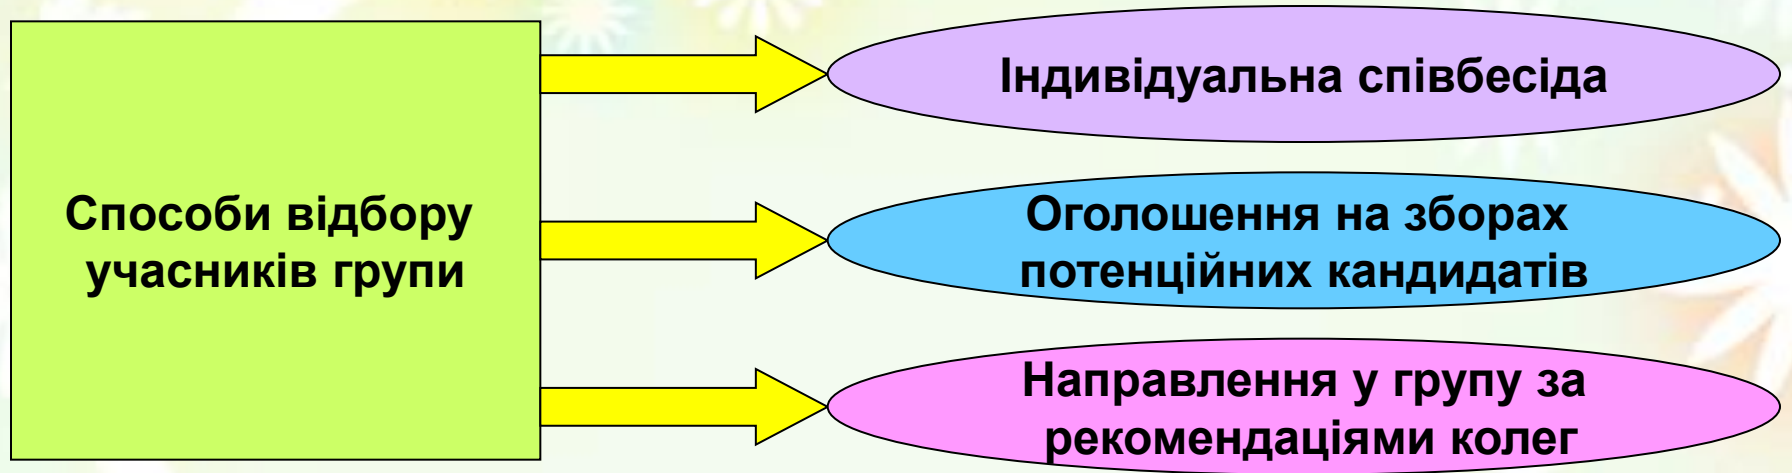 Способи відбору
учасників групи
Індивідуальна співбесіда
Оголошення на зборах
потенційних кандидатів
Направлення у групу за
рекомендаціями колег